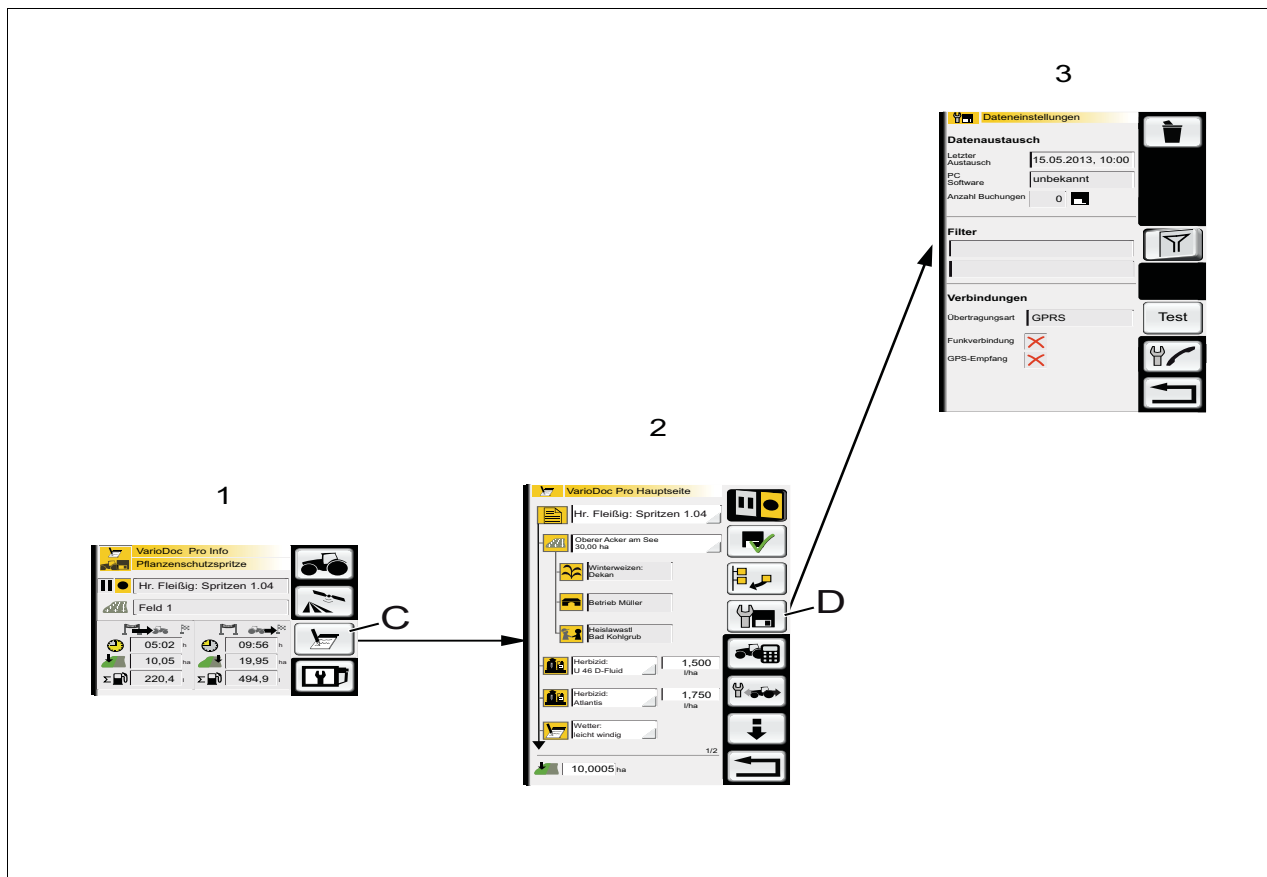 3
Dateneinstellungen
Datenaustausch
Letzter
Austausch
15.05.2013, 10:00
PC
Software
unbekannt
Anzahl Buchungen 0
Filter
Verbindungen
Übertragungsart GPRS
Test
Funkverbindung
GPS-Empfang
2
VarioDoc Pro Hauptseite
Hr. Fleißig: Spritzen 1.04
Oberer Acker am See
30,00 ha
Winterweizen:
Dekan
Betrieb Müller
Heislawastl
Bad Kohlgrub
D
Herbizid:
U 46 D-Fluid
1,500
l/ha
Herbizid:
Atlantis
1,750
l/ha
Wetter:
leicht windig
1/2
10,0005 ha
1
VarioDoc Pro Info
Pflanzenschutzspritze
Hr. Fleißig: Spritzen 1.04
Feld 1
C
05:02 h 09:56 h
10,05 ha 19,95 ha
Σ 220,4 l Σ 494,9 l